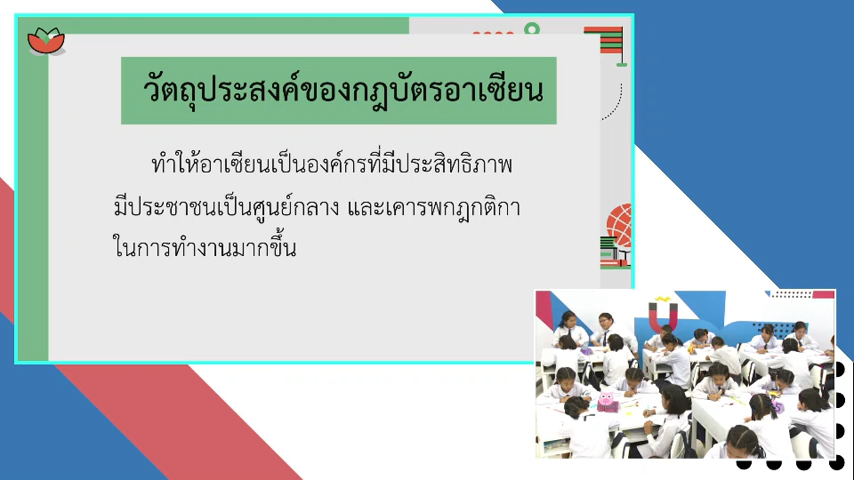 วัตถุประสงค์ของกฎบัตรอาเซียน
ทำให้อาเซียนเป็นองค์กรที่มีประสิทธิภาพ
มีประชาชนเป็นศูนย์กลาง และเคารพกฎกติกา
ในการทำงานมากขึ้น